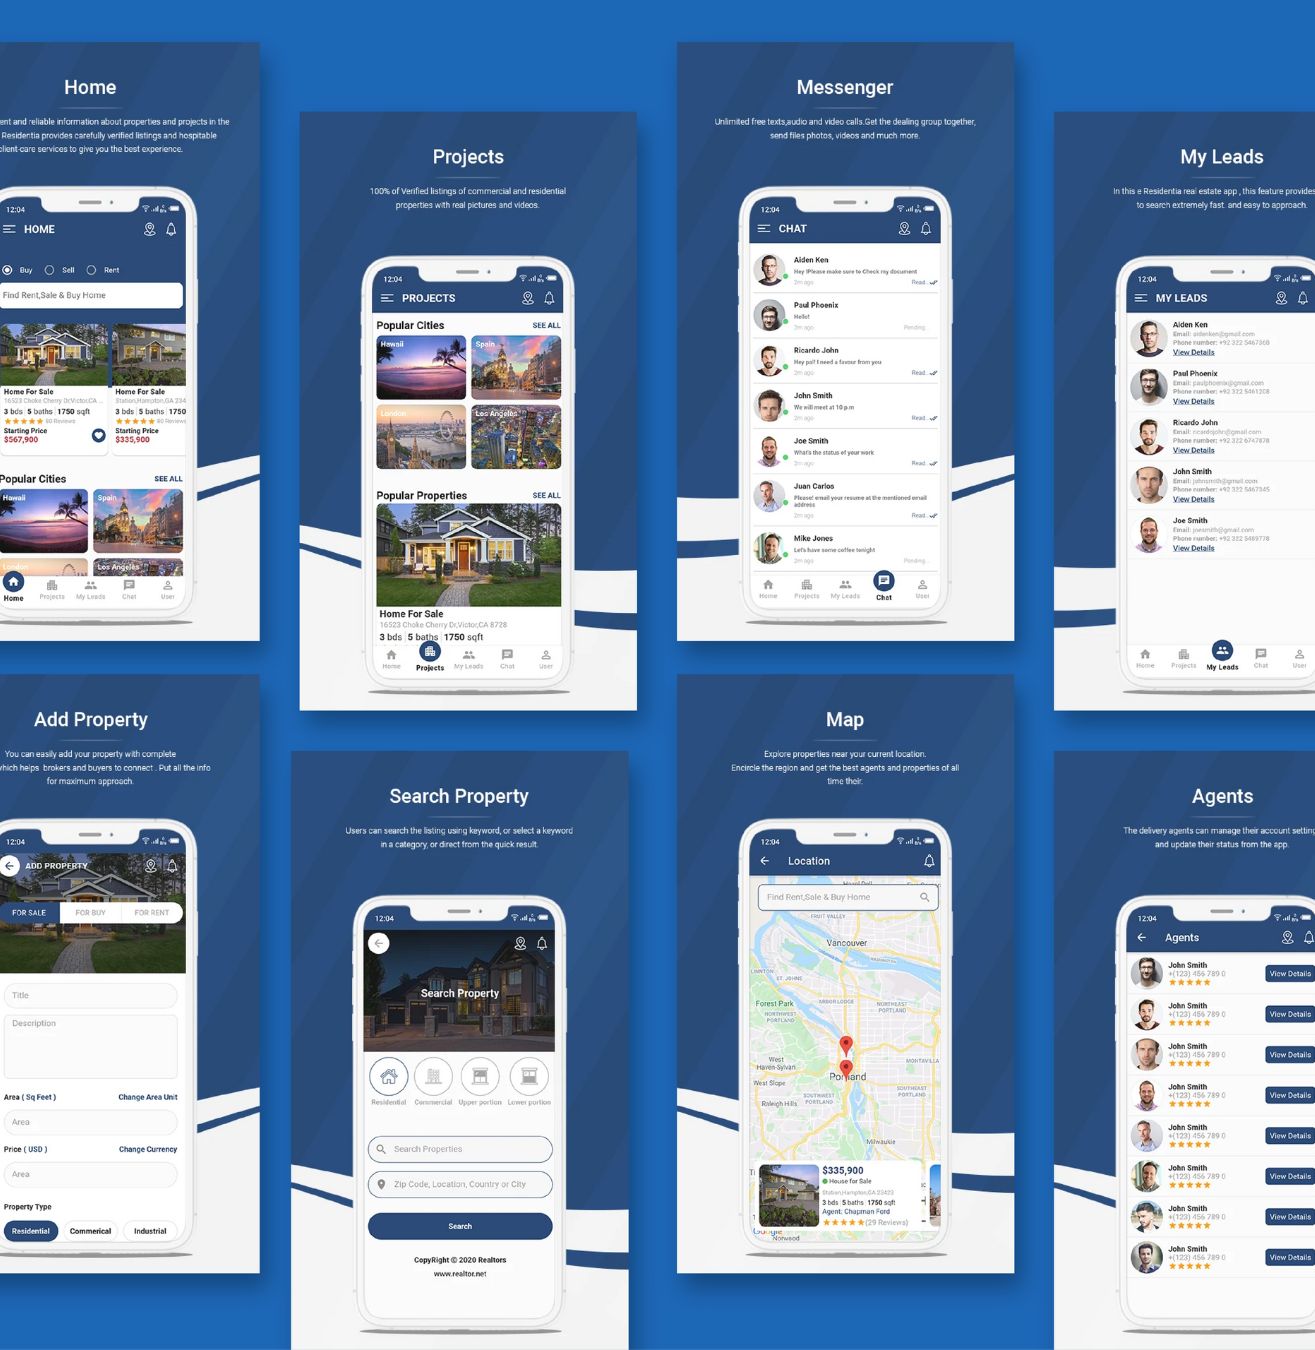 Home
ent and reliable information about properties and projects in the
Residentia provides carefully verified listings and hospitable
client-care services to give you the best experience.
12:04
HOME
Buy
Sell
Rent
Find Rent,Sale & Buy Home
Home For Sale
16523 Choke Cherry Dr,Victor,CA ...
3 bds 5 baths 1750 sqft
80 Reviews
Starting Price
$567,900
Home For Sale
Station,Hampton,GA 234
3 bds 5 baths 1750
80 Reviews
Starting Price
$335,900
Popular Cities
SEE ALL
Hawaii
Spain
London
Los Angeles
Home
Projects
My Leads
Chat
User
Projects
100% of Verified listings of commercial and residential
properties with real pictures and videos.
12:04
PROJECTS
Popular Cities
SEE ALL
Hawaii
Spain
London
Los Angeles
Popular Properties
SEE ALL
Home For Sale
16523 Choke Cherry Dr,Victor,CA 8728
3 bds 5 baths 1750 sqft
Home
Projects
My Leads
Chat
User
Messenger
Unlimited free texts,audio and video calls.Get the dealing group together,
send files photos, videos and much more.
12:04
CHAT
Aiden Ken
Hey !Please make sure to Check my document
2m ago
Read..
Paul Phoenix
Hello!
2m ago
Pending...
Ricardo John
Hey pal! I need a favour from you
2m ago
Read..
John Smith
We will meet at 10 p.m
2m ago
Read..
Joe Smith
What's the status of your work
2m ago
Read..
Juan Carlos
Please! email your resume at the mentioned email
address
2m ago
Read..
Mike Jones
Let's have some coffee tonight
2m ago
Pending...
Home
Projects
My Leads
Chat
User
My Leads
In this e Residentia real estate app , this feature provides
to search extremely fast and easy to approach.
12:04
MY LEADS
Aiden Ken
Email: aidenken@gmail.com
Phone number: +92 322 5467368
View Details
Paul Phoenix
Email: paulphoenix@gmail.com
Phone number: +92 322 5461208
View Details
Ricardo John
Email: ricardojohn@gmail.com
Phone number: +92 322 6747878
View Details
John Smith
Email: johnsmith@gmail.com
Phone number: +92 322 5467345
View Details
Joe Smith
Email: joesmith@gmail.com
Phone number: +92 322 5489778
View Details
Home
Projects
My Leads
Chat
User
Add Property
You can easily add your property with complete
which helps brokers and buyers to connect . Put all the info
for maximum approach.
12:04
ADD PROPERTY
FOR SALE
FOR BUY
FOR RENT
Title
Description
Area ( Sq Feet )
Change Area Unit
Area
Price ( USD )
Change Currency
Area
Property Type
Residential
Commerical
Industrial
Search Property
Users can search the listing using keyword, or select a keyword
in a category, or direct from the quick result.
12:04
Search Property
Residential
Commercial
Upper portion
Lower portion
Search Properties
Zip Code, Location, Country or City
Search
CopyRight © 2020 Realtors
www.realtor.net
Map
Explore properties near your current location.
Encircle the region and get the best agents and properties of all
time their.
12:04
Location
Find Rent,Sale & Buy Home
Hazel Dell
FRUIT VALLEY
Vancouver
LINNTON
ST. JOHNS
Forest Park
ARBOR LODGE
NORTHWEST
PORTLAND
NORTHEAST
PORTLAND
West
Haven-Sylvan
MONTAVILLA
Portland
West Slope
SOUTHWEST
PORTLAND
SOUTHEAST
PORTLAND
Raleigh Hills
Milwaukie
$335,900
House for Sale
Station,Hampton,GA 23423
3 bds 5 baths 1750 sqft
Agent: Chapman Ford
(29 Reviews)
Google
Norwood
Agents
The delivery agents can manage their account setting
and update their status from the app.
12:04
Agents
John Smith
+(123) 456 789 0
View Details
John Smith
+(123) 456 789 0
View Details
John Smith
+(123) 456 789 0
View Details
John Smith
+(123) 456 789 0
View Details
John Smith
+(123) 456 789 0
View Details
John Smith
+(123) 456 789 0
View Details
John Smith
+(123) 456 789 0
View Details
John Smith
+(123) 456 789 0
View Details